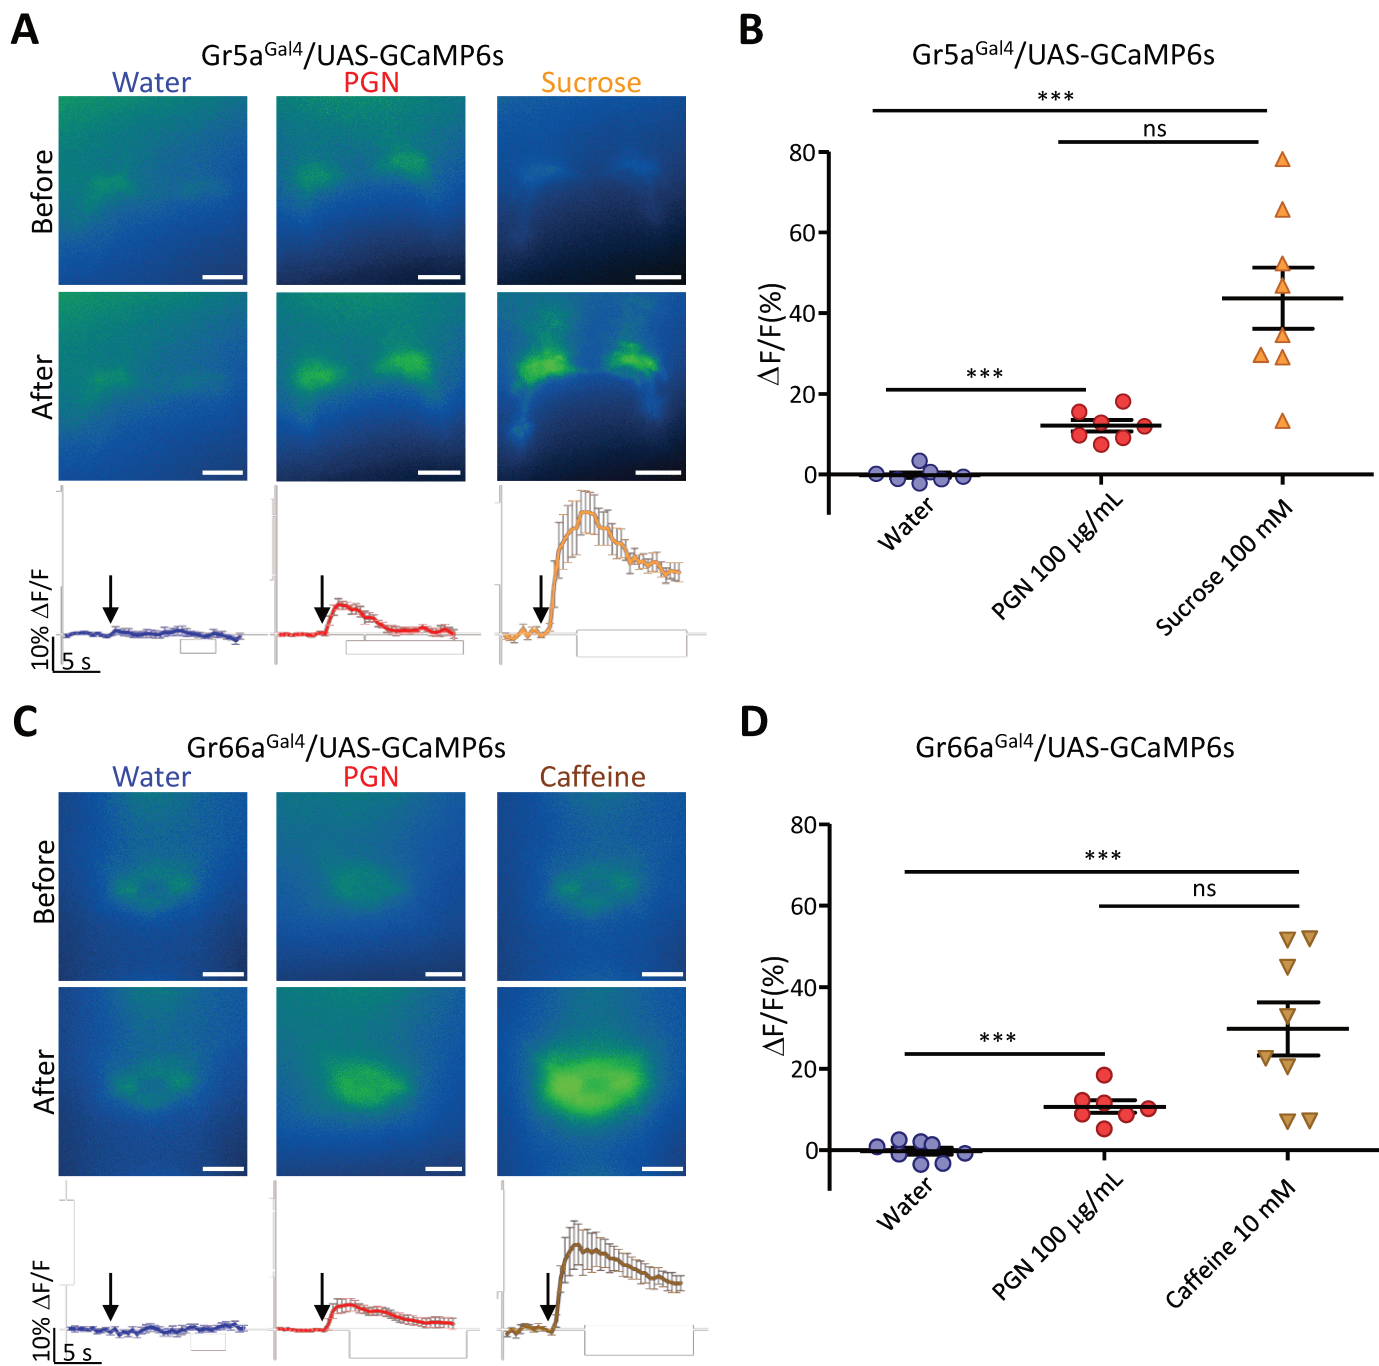 A
Gr5aGal4/UAS-GCaMP6s
Water PGN Sucrose
Before
After
10% ΔF/F
5 s
B
Gr5aGal4/UAS-GCaMP6s
***
ns
***
ΔF/F(%)
80
60
40
20
0
Water
PGN 100 μg/mL
Sucrose 100 mM
C
Gr66aGal4/UAS-GCaMP6s
Water PGN Caffeine
Before
After
10% ΔF/F
5 s
D
Gr66aGal4/UAS-GCaMP6s
***
ns
***
ΔF/F(%)
80
60
40
20
0
Water
PGN 100 μg/mL
Caffeine 10 mM